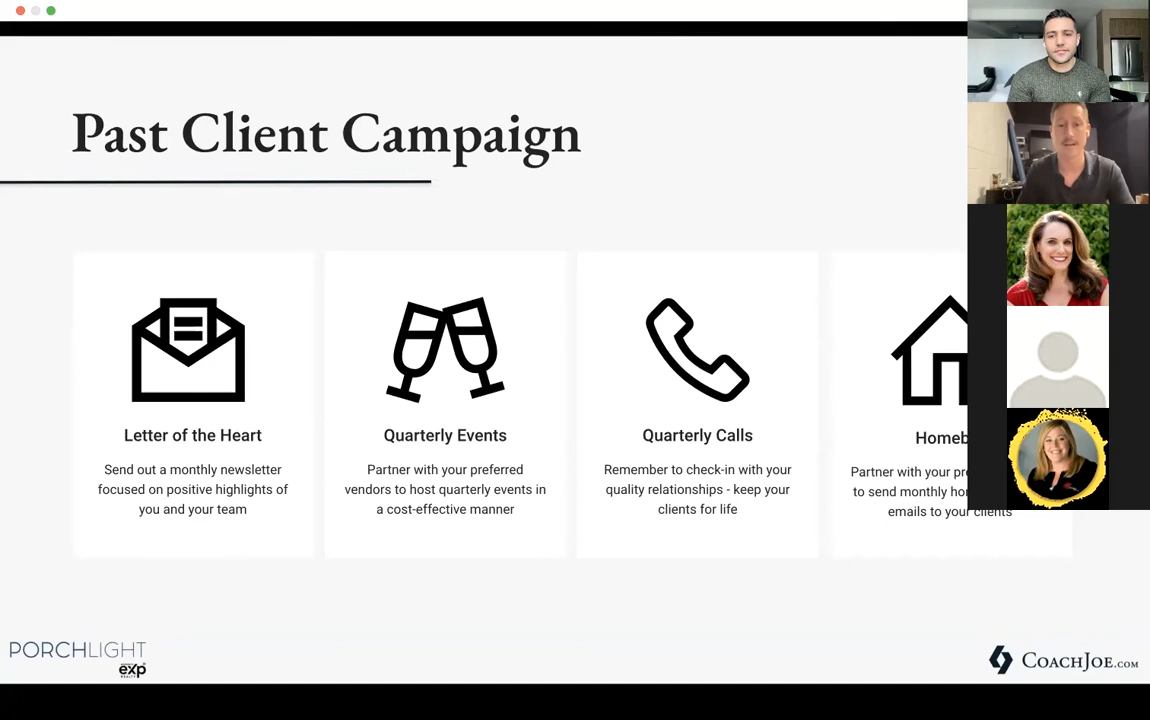 Past Client Campaign
Letter of the Heart
Send out a monthly newsletter
focused on positive highlights of
you and your team
Quarterly Events
Partner with your preferred
vendors to host quarterly events in
a cost-effective manner
Quarterly Calls
Remember to check-in with your
quality relationships - keep your
clients for life
Partner with your
to send monthly
emails to your clients
PORCHLIGHT
exp
REALTY
COACHJOE.COM